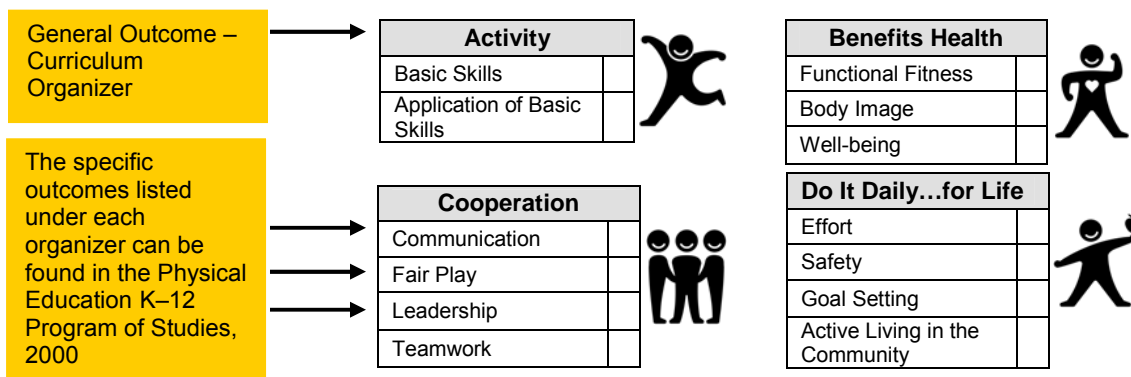 General Outcome –
Curriculum
Organizer
The specific
outcomes listed
under each
organizer can be
found in the Physical
Education K–12
Program of Studies,
2000
Activity
Basic Skills
Application of Basic
Skills
Cooperation
Communication
Fair Play
Leadership
Teamwork
Benefits Health
Functional Fitness
Body Image
Well-being
Do It Daily…for Life
Effort
Safety
Goal Setting
Active Living in the
Community